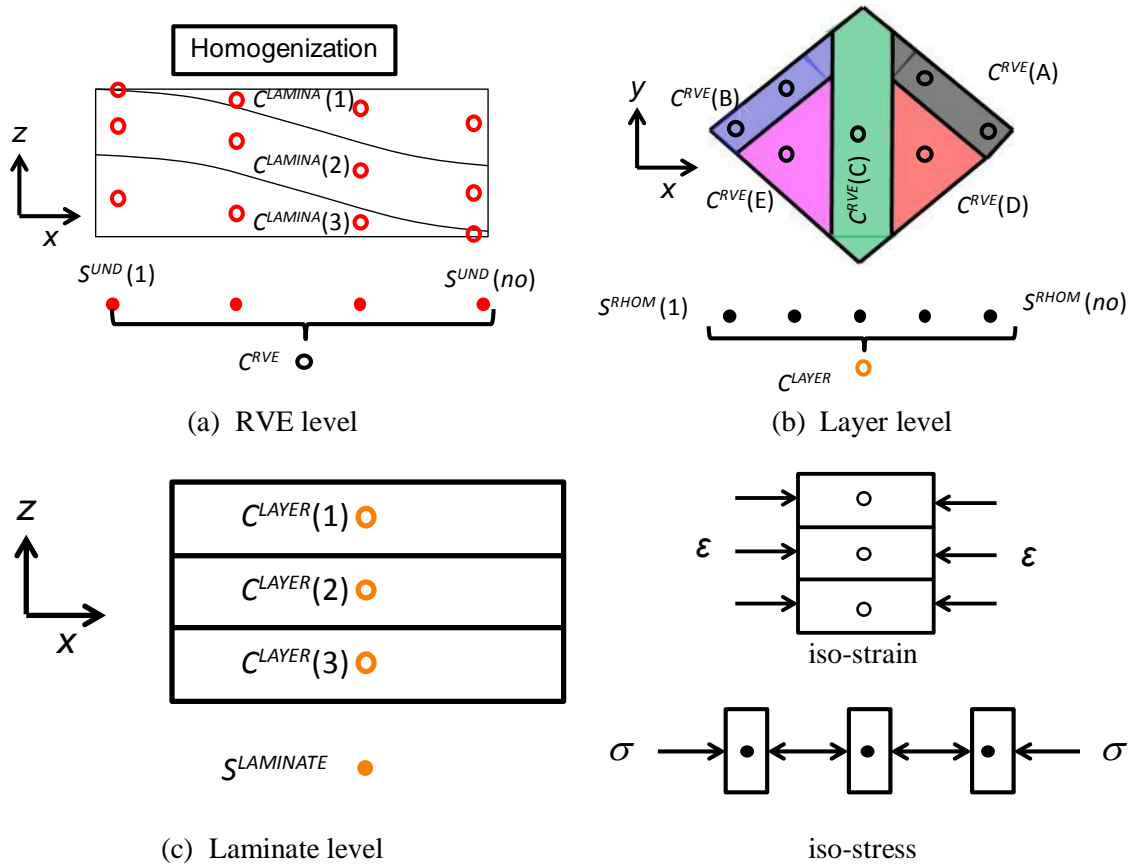 Homogenization
C^LAMINA(1)
C^LAMINA(2)
C^LAMINA(3)
z
x
S^UND(1)
S^UND(no)
C^RVE
(a) RVE level
y
x
C^RVE(B)
C^RVE(A)
C^RVE(C)
C^RVE(E)
C^RVE(D)
S^RHOM(1)
S^RHOM(no)
C^LAYER
(b) Layer level
z
x
C^LAYER(1)
C^LAYER(2)
C^LAYER(3)
S^LAMINATE
(c) Laminate level
ε
ε
iso-strain
σ
σ
iso-stress